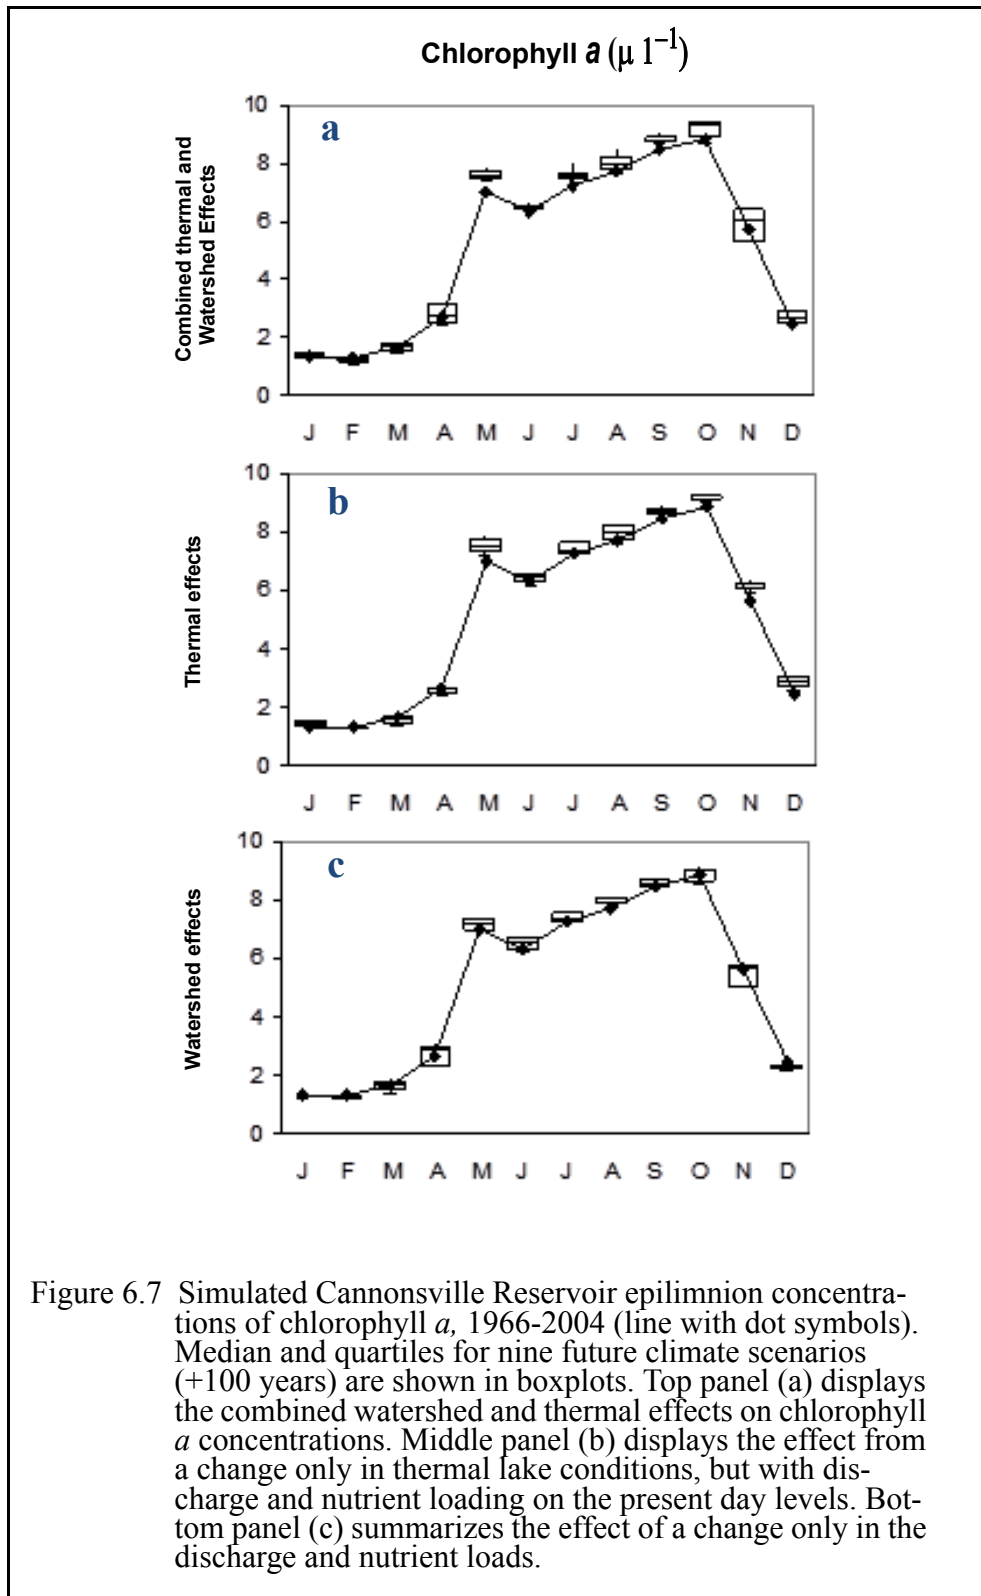 Chlorophyll a (μ l⁻¹)
Combined thermal and
Watershed Effects
10
8
6
4
2
0
a
J F M A M J J A S O N D
Thermal effects
10
8
6
4
2
0
b
J F M A M J J A S O N D
Watershed effects
10
8
6
4
2
0
c
J F M A M J J A S O N D
Figure 6.7 Simulated Cannonsville Reservoir epilimnion concentra-
tions of chlorophyll a, 1966-2004 (line with dot symbols).
Median and quartiles for nine future climate scenarios
(+100 years) are shown in boxplots. Top panel (a) displays
the combined watershed and thermal effects on chlorophyll
a concentrations. Middle panel (b) displays the effect from
a change only in thermal lake conditions, but with dis-
charge and nutrient loading on the present day levels. Bot-
tom panel (c) summarizes the effect of a change only in the
discharge and nutrient loads.